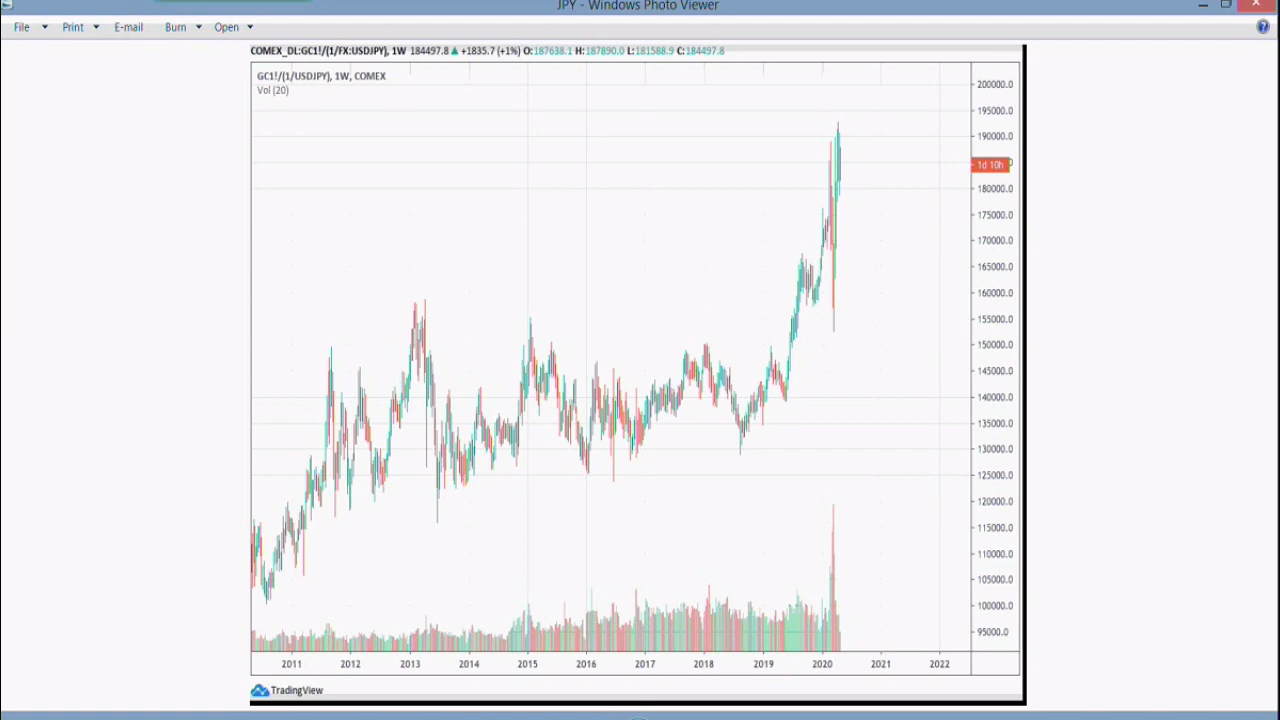 JPY - Windows Photo Viewer
File Print E-mail Burn Open
COMEX_DL:GC1!/(1/FX:USDJPY), 1W 184497.8 ▲ +1835.7 (+1%) O:187638.1 H:187890.0 L:181588.9 C:184497.8
GC1!/(1/USDJPY), 1W, COMEX
Vol (20)
200000.0
195000.0
190000.0
1d 10h
180000.0
175000.0
170000.0
165000.0
160000.0
155000.0
150000.0
145000.0
140000.0
135000.0
130000.0
125000.0
120000.0
115000.0
110000.0
105000.0
100000.0
95000.0
2011 2012 2013 2014 2015 2016 2017 2018 2019 2020 2021 2022
TradingView